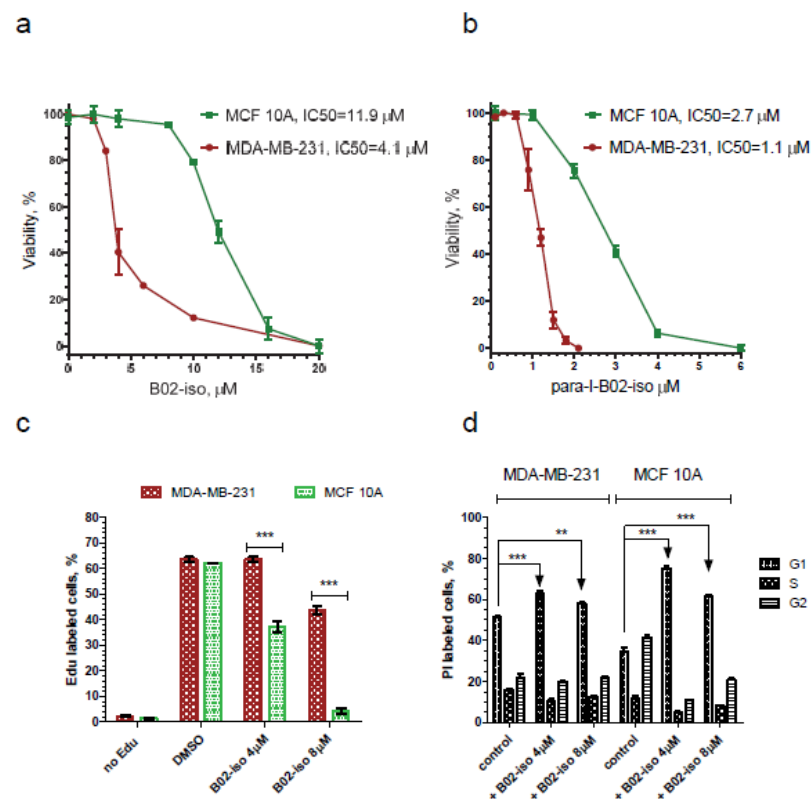 a
100
80
60
40
20
0
Viability, %
0 5 10 15 20
B02-iso, μM
MCF 10A, IC50=11.9 μM
MDA-MB-231, IC50=4.1 μM
b
100
80
60
40
20
0
Viability, %
0 1 2 3 4 5 6
para-I-B02-iso μM
MCF 10A, IC50=2.7 μM
MDA-MB-231, IC50=1.1 μM
c
MDA-MB-231 MCF 10A
80
70
60
50
40
30
20
10
0
Edu labeled cells, %
***
***
no Edu
DMSO
B02-iso 4μM
B02-iso 8μM
d
MDA-MB-231 MCF 10A
100
80
60
40
20
0
PI labeled cells, %
***
**
***
***
G1
S
G2
control
+ B02-iso 4μM
+ B02-iso 8μM
control
+ B02-iso 4μM
+ B02-iso 8μM